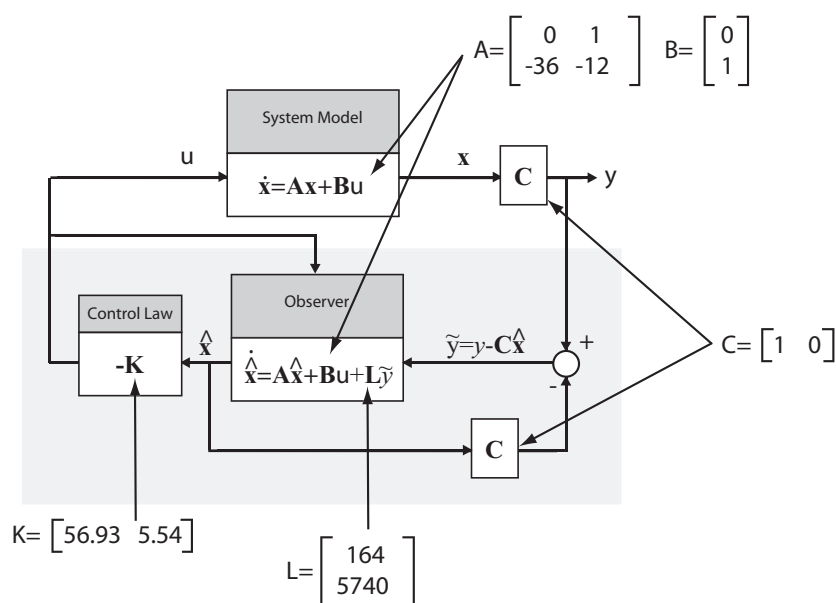 A= [ 0 1
-36 -12 ] B= [ 0
1 ]
System Model
u
ẋ=Ax+Bu
x
C
y
Control Law
-K
x̂
Observer
x̂̇=Ax̂+Bu+Lỹ
ỹ=y-Cx̂
+
-
C= [ 1 0 ]
C
K= [ 56.93 5.54 ]
L= [ 164
5740 ]